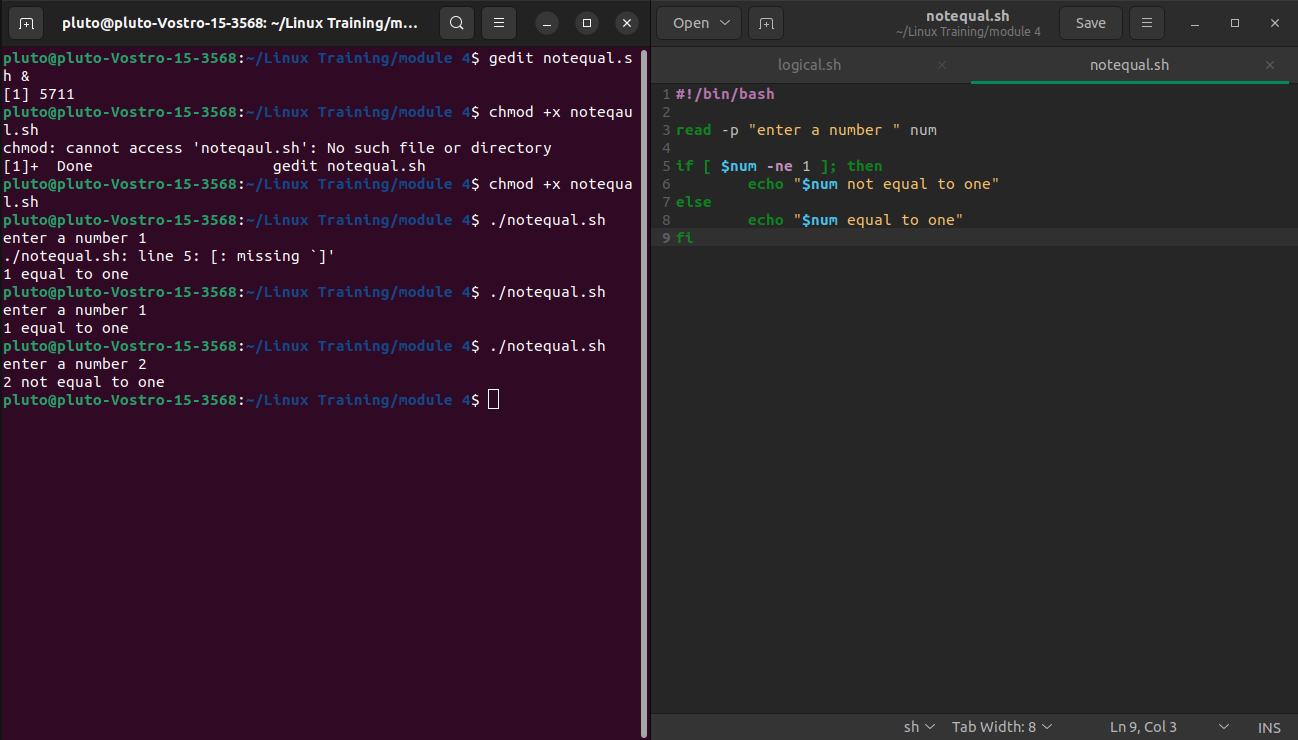 pluto@pluto-Vostro-15-3568: ~/Linux Training/m...
pluto@pluto-Vostro-15-3568:~/Linux Training/module 4$ gedit notequal.s
h &
[1] 5711
pluto@pluto-Vostro-15-3568:~/Linux Training/module 4$ chmod +x noteqau
l.sh
chmod: cannot access 'noteqaul.sh': No such file or directory
[1]+  Done                    gedit notequal.sh
pluto@pluto-Vostro-15-3568:~/Linux Training/module 4$ chmod +x notequa
l.sh
pluto@pluto-Vostro-15-3568:~/Linux Training/module 4$ ./notequal.sh
enter a number 1
./notequal.sh: line 5: [: missing `]'
1 equal to one
pluto@pluto-Vostro-15-3568:~/Linux Training/module 4$ ./notequal.sh
enter a number 1
1 equal to one
pluto@pluto-Vostro-15-3568:~/Linux Training/module 4$ ./notequal.sh
enter a number 2
2 not equal to one
pluto@pluto-Vostro-15-3568:~/Linux Training/module 4$
Open
notequal.sh
~/Linux Training/module 4
Save
logical.sh
notequal.sh
1 #!/bin/bash
2
3 read -p "enter a number " num
4
5 if [ $num -ne 1 ]; then
6         echo "$num not equal to one"
7 else
8         echo "$num equal to one"
9 fi
sh
Tab Width: 8
Ln 9, Col 3
INS